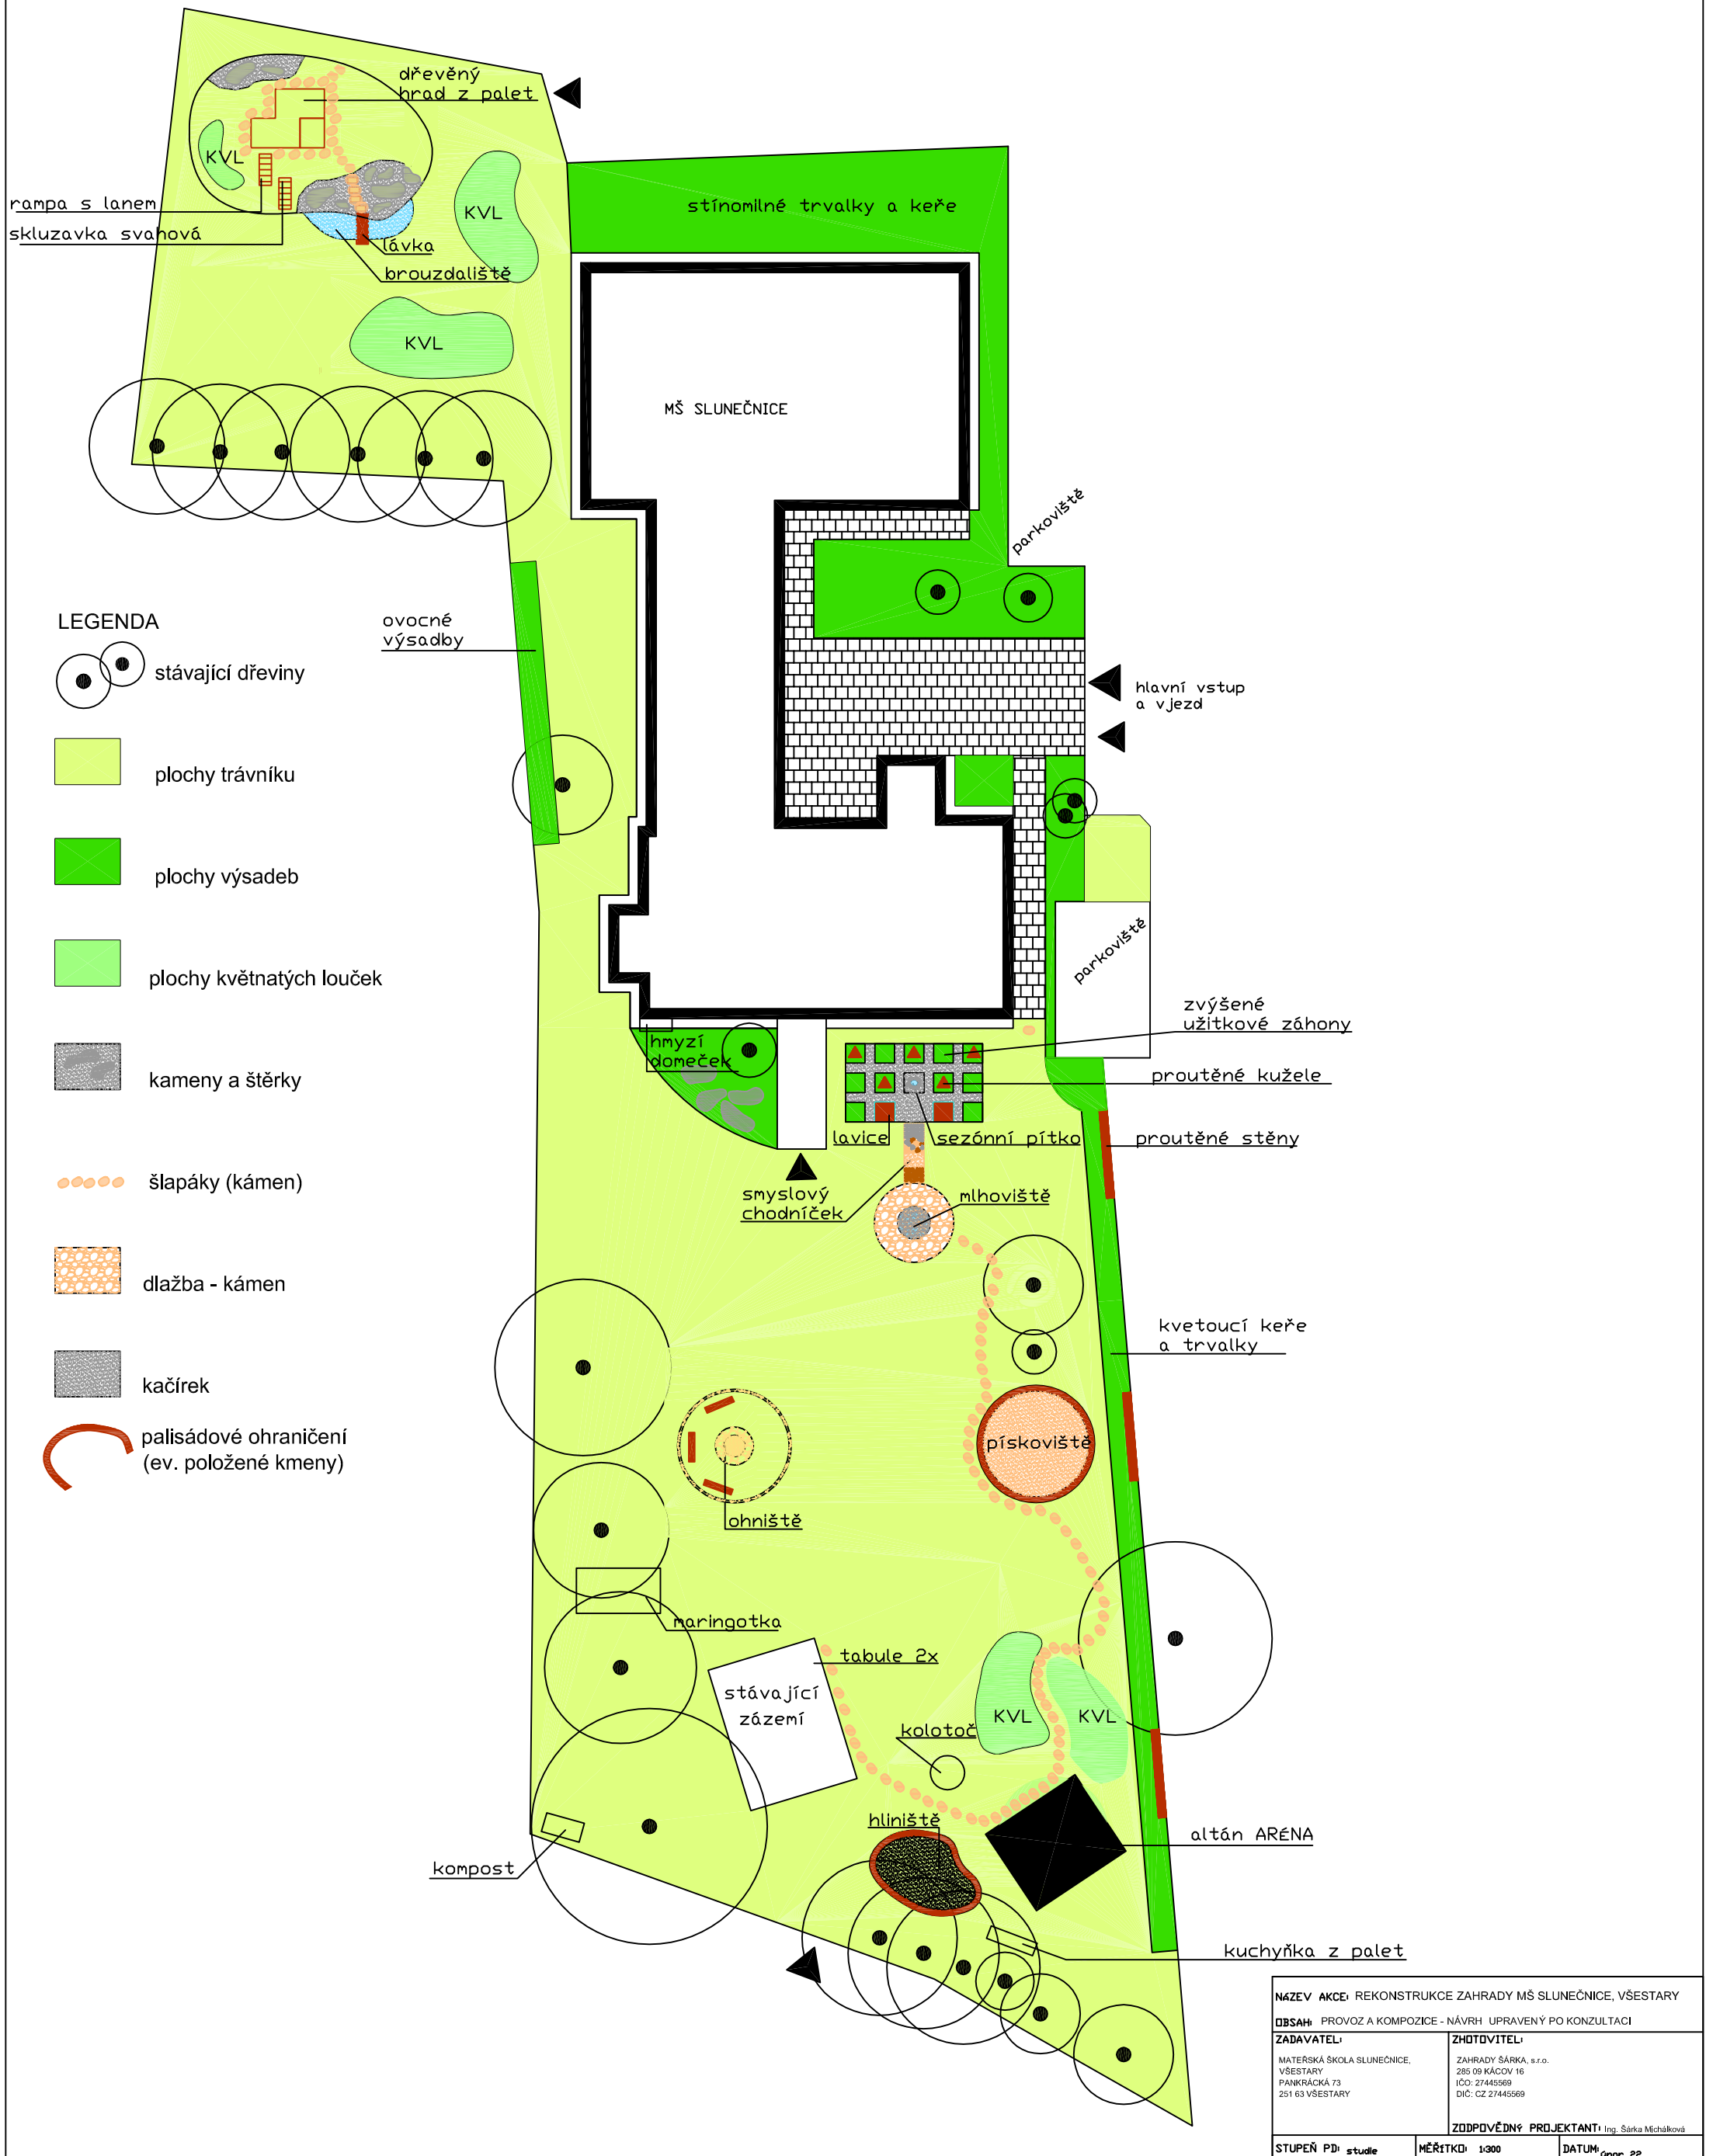 dřevěný
hrad z palet
KVL
rampa s lanem
skluzavka svahová
KVL
lávka
brouzdaliště
KVL
stínomilné trvalky a keře
MŠ SLUNEČNICE
parkoviště
hlavní vstup
a vjezd
LEGENDA
stávající dřeviny
plochy trávníku
plochy výsadeb
plochy květnatých louček
kameny a štěrky
šlapáky (kámen)
dlažba - kámen
kačírek
palisádové ohraničení
(ev. položené kmeny)
ovocné
výsadby
parkoviště
zvýšené
užitkové záhony
hmyzí
domeček
proutěné kužele
lavice
sezónní pítko
proutěné stěny
smyslový
chodníček
mlhoviště
kvetoucí keře
a trvalky
pískoviště
ohniště
maringotka
tabule 2x
stávající
zázemí
KVL
KVL
kolotoč
hliniště
altán ARÉNA
kompost
kuchyňka z palet
NÁZEV AKCE: REKONSTRUKCE ZAHRADY MŠ SLUNEČNICE, VŠESTARY
OBSAH: PROVOZ A KOMPOZICE - NÁVRH UPRAVENÝ PO KONZULTACI
ZADAVATEL:
MATEŘSKÁ ŠKOLA SLUNEČNICE,
VŠESTARY
PANKRÁCKÁ 73
251 63 VŠESTARY
ZHOTOVITEL:
ZAHRADY ŠÁRKA, s.r.o.
285 09 KÁCOV 16
IČO: 27445569
DIČ: CZ 27445569
ZODPOVĚDNÝ PROJEKTANT: Ing. Šárka Michálková
STUPEŇ PD: studie
MĚŘÍTKO: 1:300
DATUM: únor 22